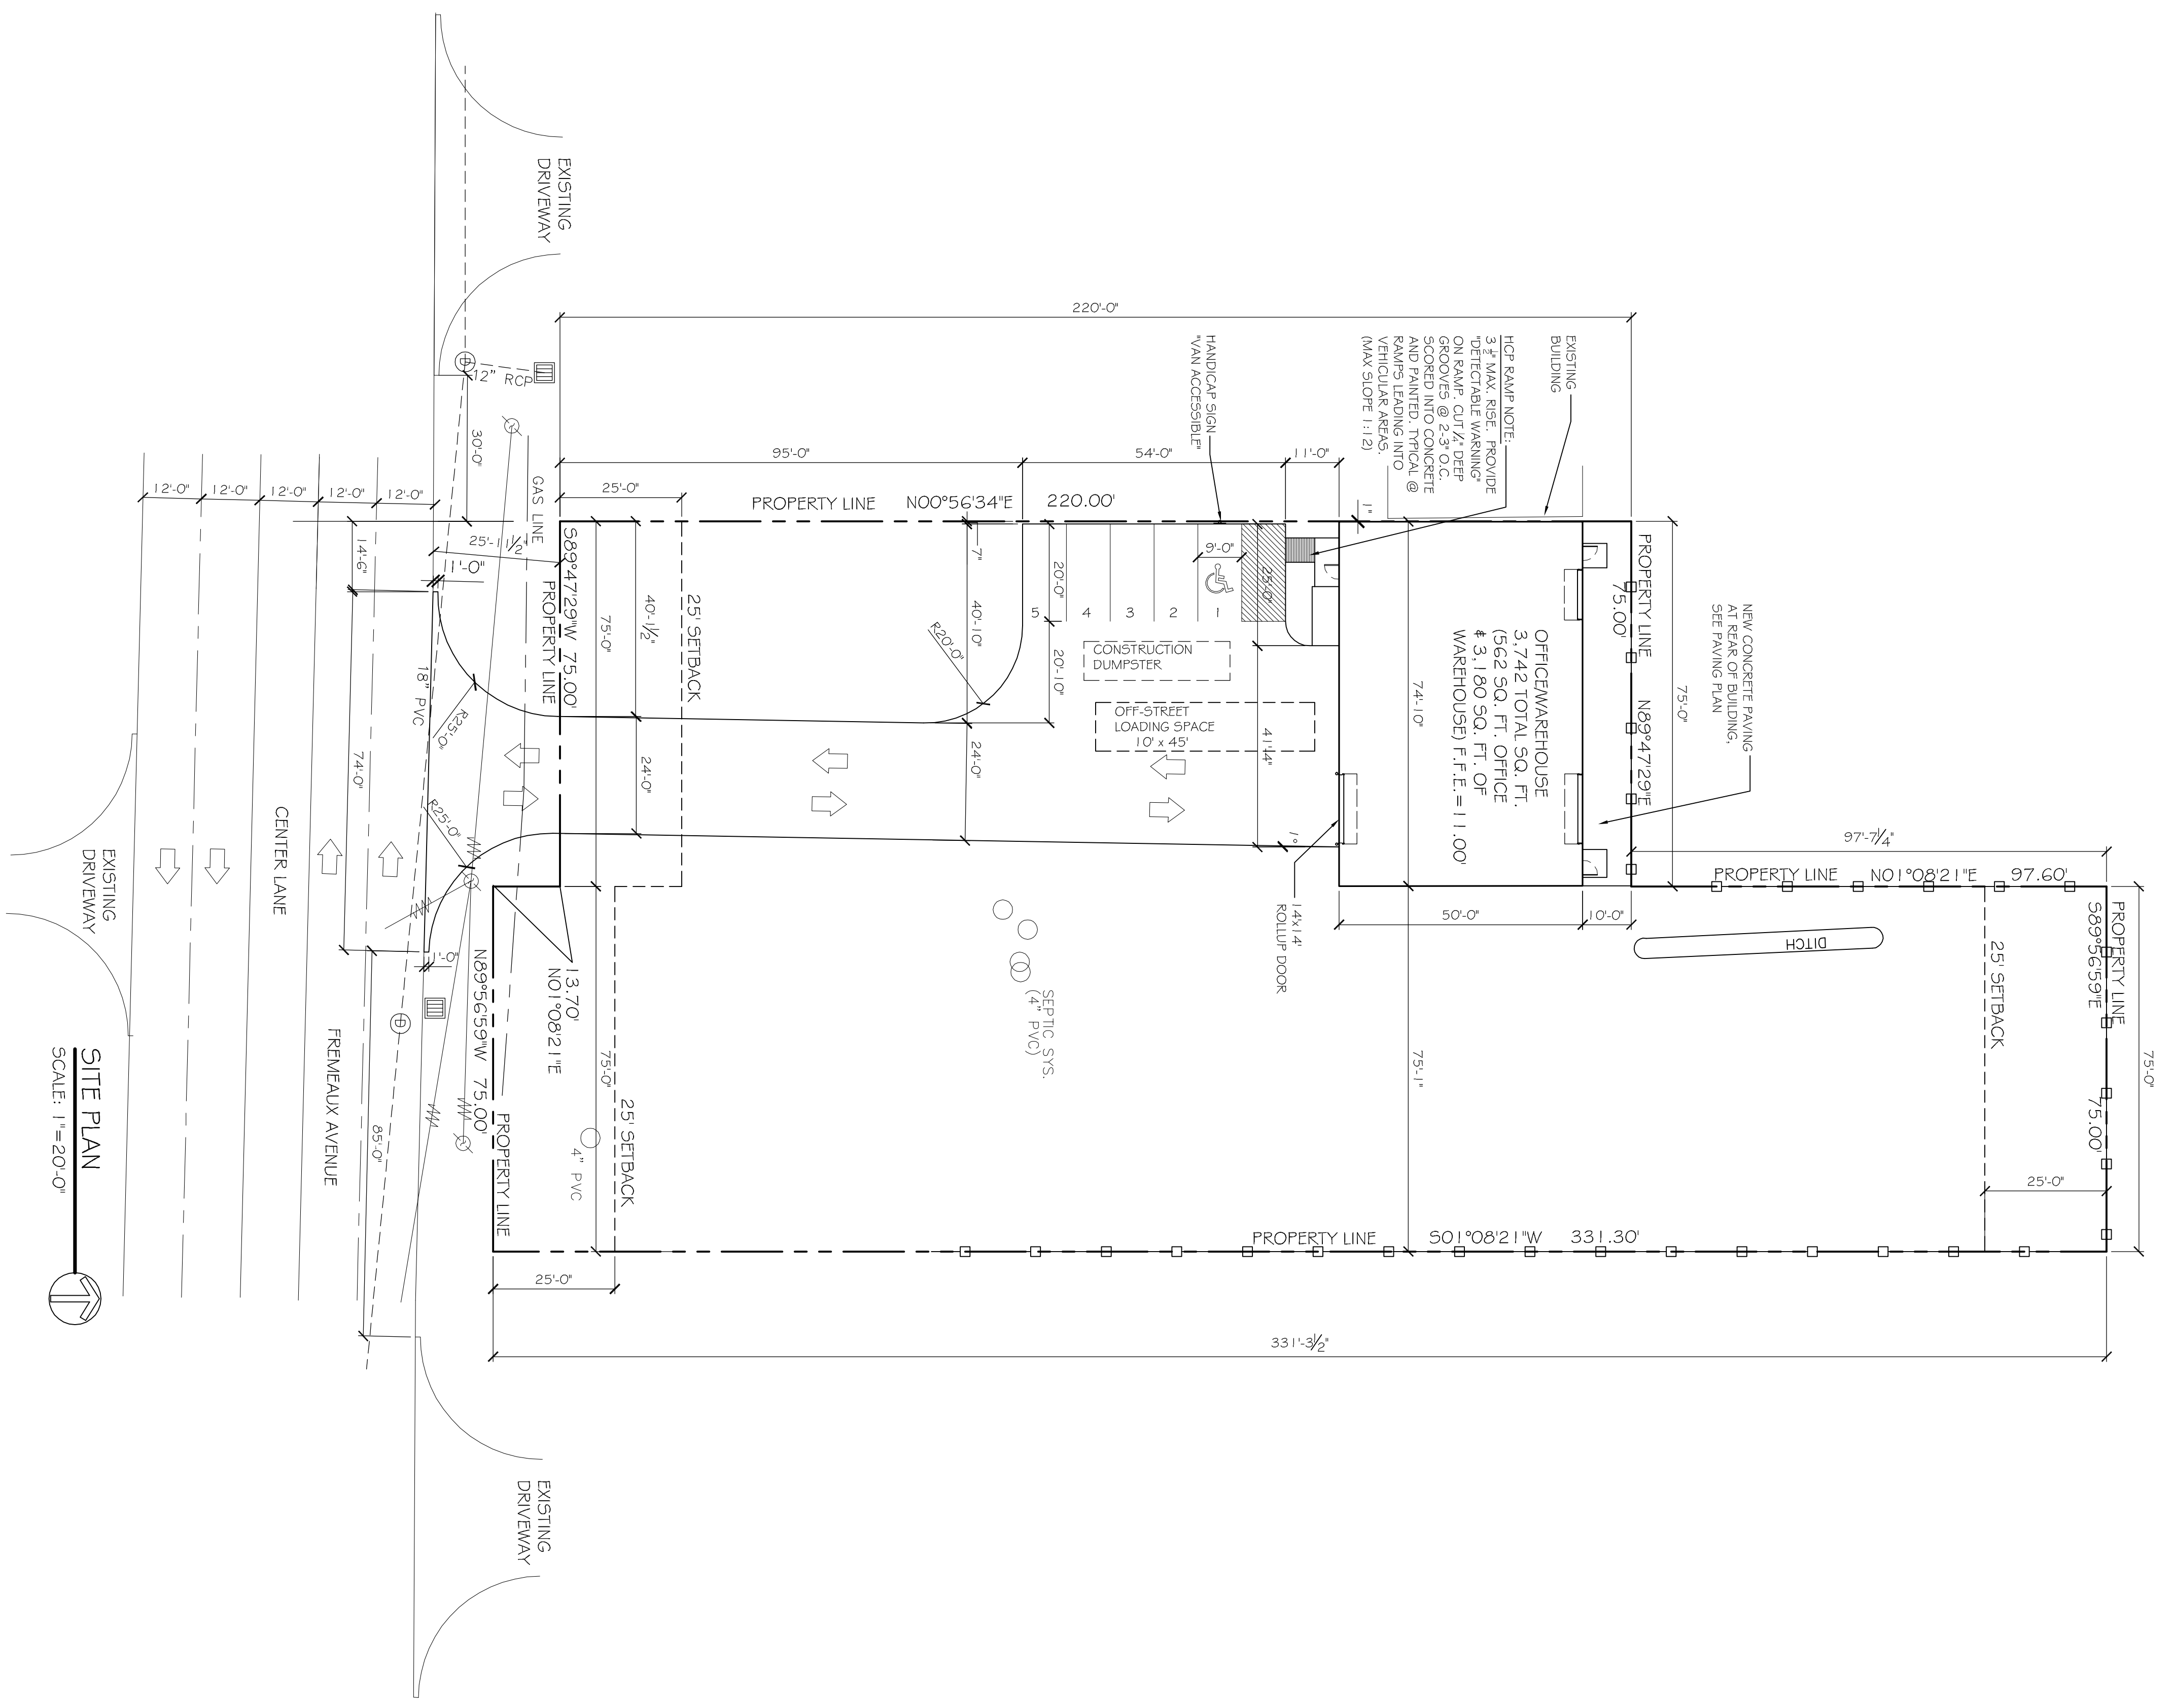 EXISTING
DRIVEWAY
220'-0"
12" RCP
30'-0"
GAS LINE
95'-0"
54'-0"
11'-0"
25'-0"
PROPERTY LINE N00°56'34"E 220.00'
HANDICAP SIGN
"VAN ACCESSIBLE"
HCP RAMP NOTE:
3 1/2" MAX. RISE. PROVIDE
"DETECTABLE WARNING"
ON RAMP. CUT 1/4" DEEP
GROOVES @ 2-3" O.C.
SCORED INTO CONCRETE
AND PAINTED. TYPICAL @
RAMPS LEADING INTO
VEHICULAR AREAS.
(MAX SLOPE 1:12)
EXISTING
BUILDING
1"
12'-0"
12'-0"
12'-0"
12'-0"
12'-0"
14'-6"
25'-11 1/2"
1'-0"
S89°47'29"W 75.00'
PROPERTY LINE
75'-0"
40'-1 1/2"
25' SETBACK
7"
40'-10"
20'-0"
20'-10"
R20'-0"
5
4
3
2
1
9'-0"
25'-0"
CONSTRUCTION
DUMPSTER
OFF-STREET
LOADING SPACE
10' x 45'
41'4"
24'-0"
24'-0"
74'-10"
OFFICE/WAREHOUSE
3,742 TOTAL SQ. FT.
(562 SQ. FT. OFFICE
& 3,180 SQ. FT. OF
WAREHOUSE) F.F.E. = 11.00'
PROPERTY LINE N89°47'29"E
75.00'
75'-0"
NEW CONCRETE PAVING
AT REAR OF BUILDING,
SEE PAVING PLAN
97'-7 1/4"
PROPERTY LINE N01°08'21"E 97.60'
18" PVC
R25'-0"
R25'-0"
74'-0"
1°
14'x14'
ROLLUP DOOR
50'-0"
10'-0"
DITCH
PROPERTY LINE
S89°56'59"E 75.00'
75'-0"
25' SETBACK
25'-0"
CENTER LANE
EXISTING
DRIVEWAY
1'-0"
13.70'
N01°08'21"E
N89°56'59"W 75.00'
PROPERTY LINE
75'-0"
25' SETBACK
4" PVC
SEPTIC SYS.
(4" PVC)
75'-1"
FREMEAUX AVENUE
85'-0"
PROPERTY LINE S01°08'21"W 331.30'
25'-0"
331'-3 1/2"
D
D
EXISTING
DRIVEWAY
SITE PLAN
SCALE: 1"=20'-0"